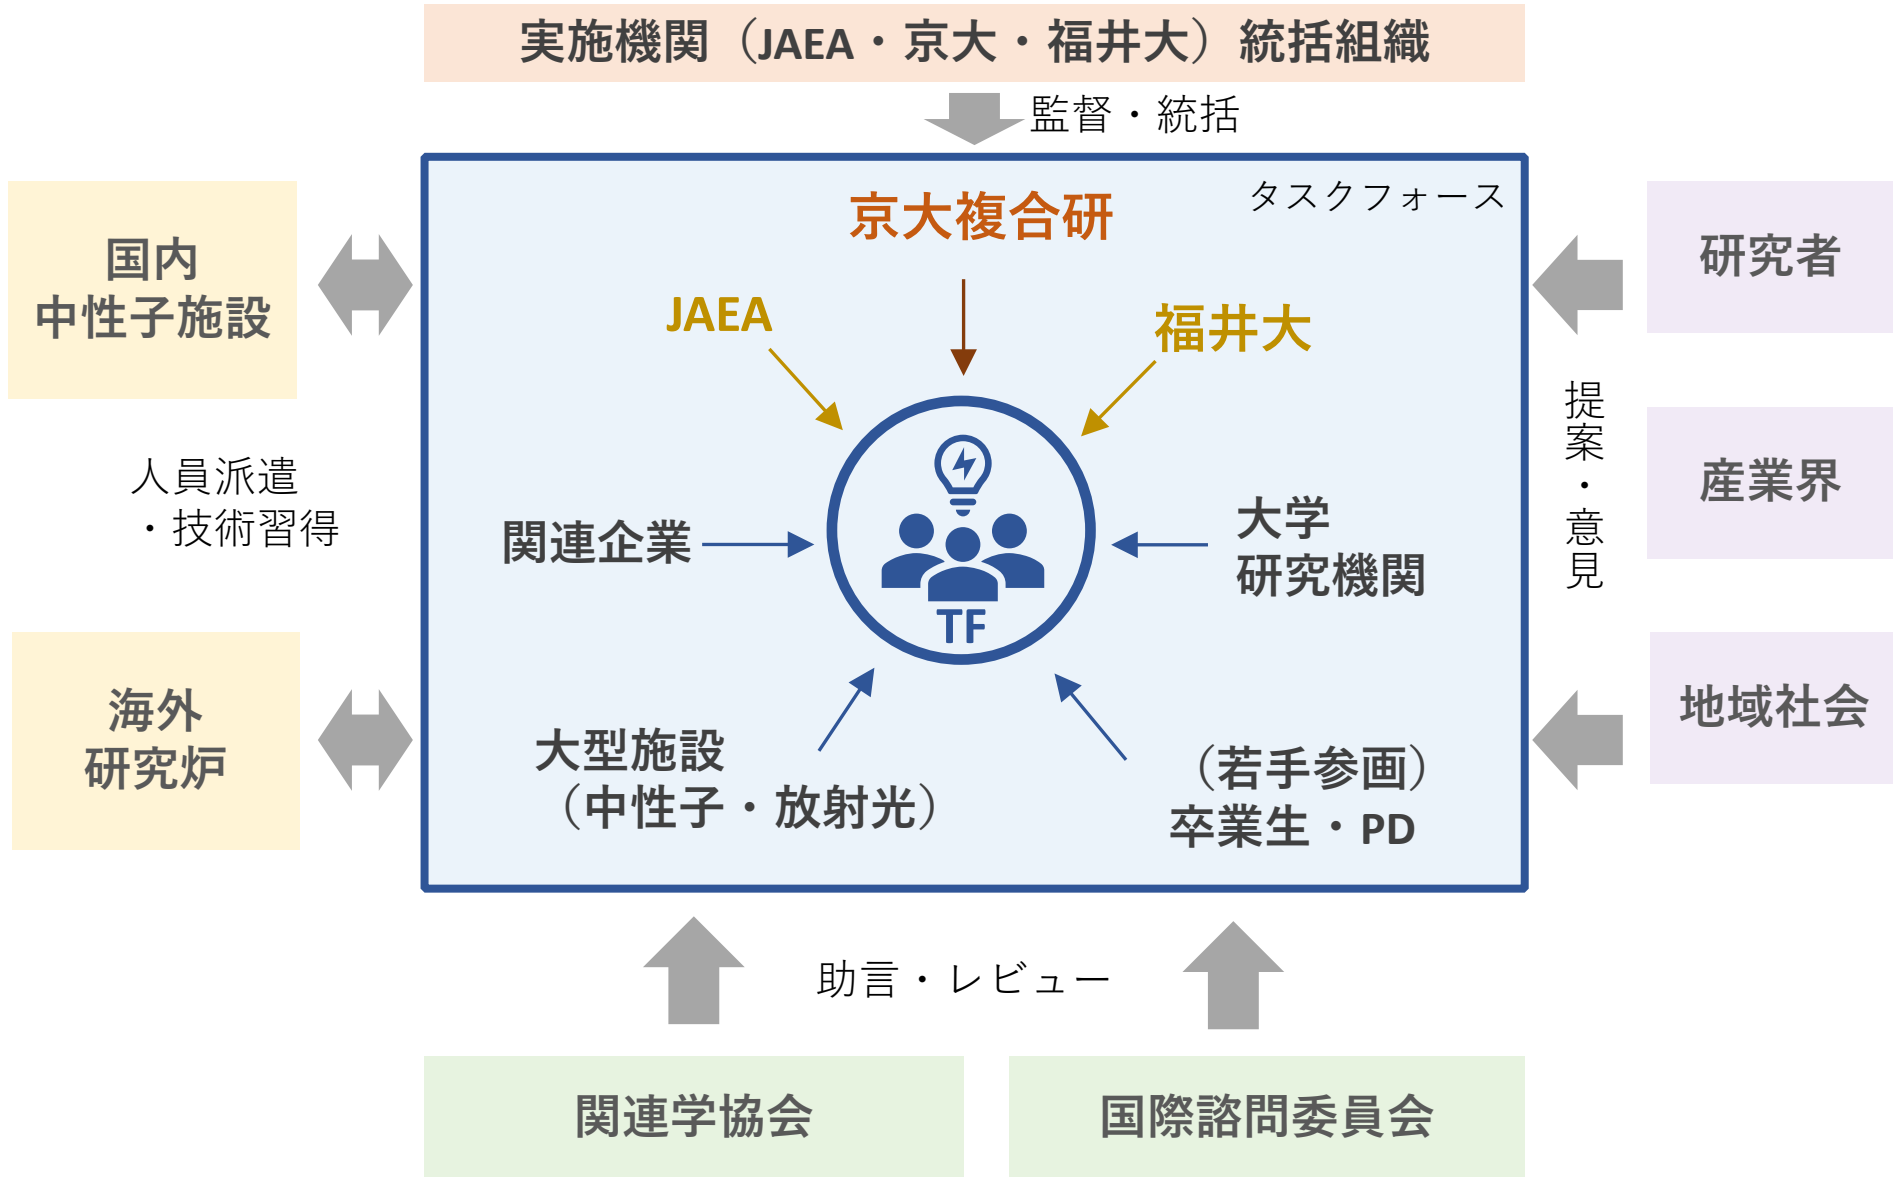 実施機関（JAEA・京大・福井大）統括組織
監督・統括
タスクフォース
京大複合研
JAEA
福井大
関連企業
大学
研究機関
TF
大型施設
（中性子・放射光）
（若手参画）
卒業生・PD
国内
中性子施設
人員派遣
・技術習得
海外
研究炉
研究者
産業界
提案・意見
地域社会
助言・レビュー
関連学協会
国際諮問委員会